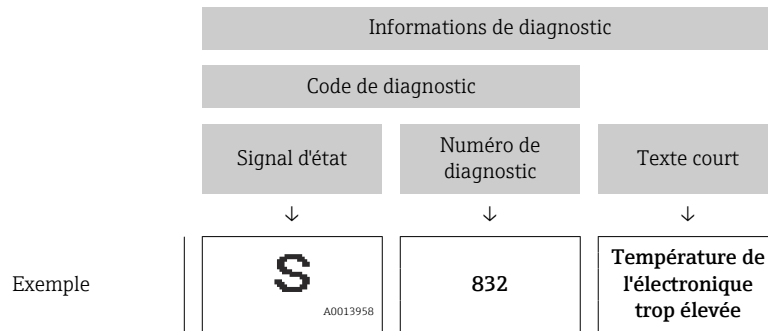 Informations de diagnostic
Code de diagnostic
Signal d'état
Numéro de
diagnostic
Texte court
↓ ↓ ↓
Exemple
S
A0013958
832
Température de
l'électronique
trop élevée